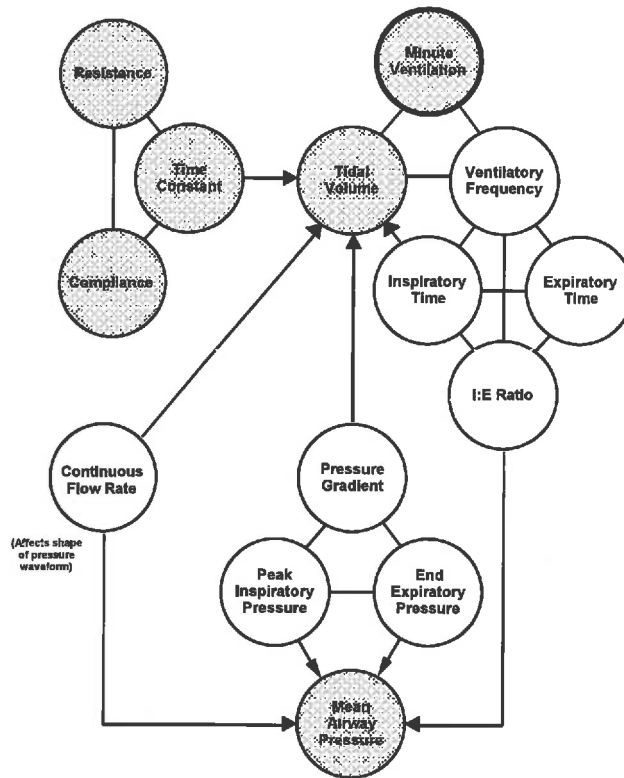 Resistance
Minute
Ventilation
Time
Constant
Tidal
Volume
Ventilatory
Frequency
Compliance
Inspiratory
Time
Expiratory
Time
I:E Ratio
Continuous
Flow Rate
(Affects shape
of pressure
waveform)
Pressure
Gradient
Peak
Inspiratory
Pressure
End
Expiratory
Pressure
Mean
Airway
Pressure